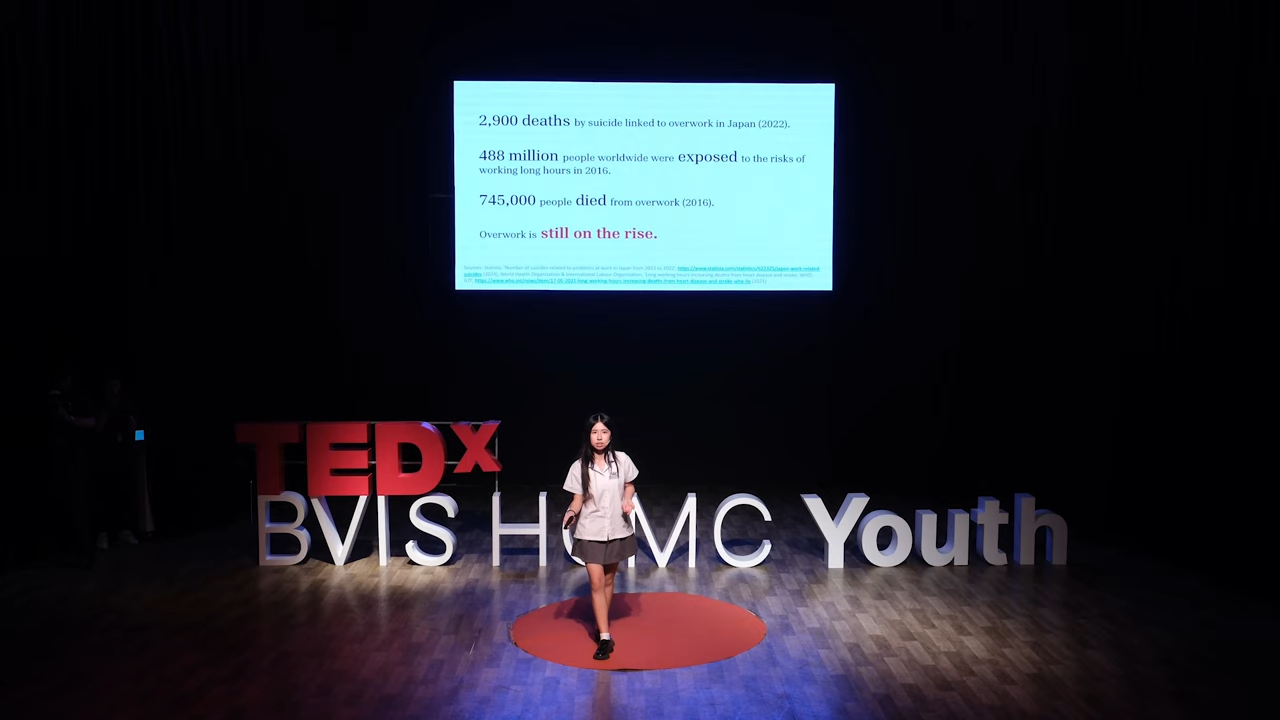 2,900 deaths by suicide linked to overwork in Japan (2022).
488 million people worldwide were exposed to the risks of
working long hours in 2016.
745,000 people died from overwork (2016).
Overwork is still on the rise.
TEDx
BVIS HCMC Youth